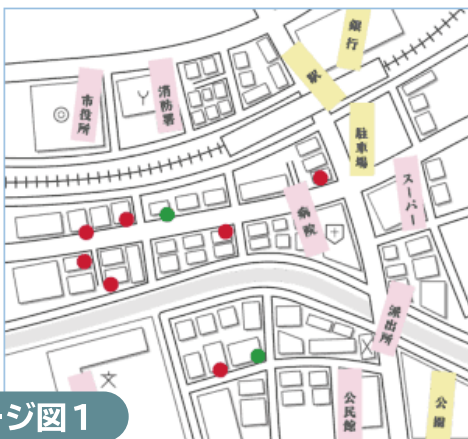 銀行
駅
消防署
市役所
駐車場
スーパー
病院
派出所
公民館
公園
ージ図1